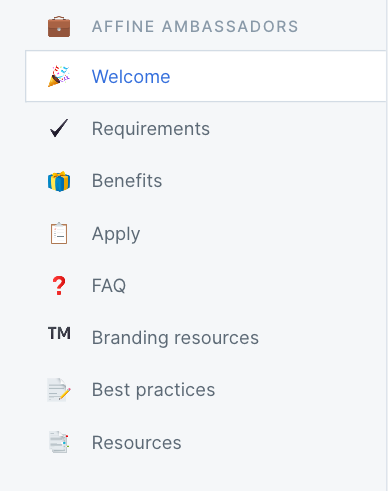 AFFINE AMBASSADORS
Welcome
Requirements
Benefits
Apply
FAQ
TM Branding resources
Best practices
Resources